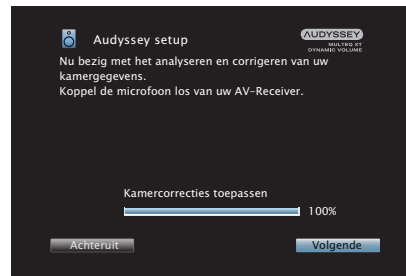 Audyssey setup
AUDYSSEY
MULTEQ XT
DYNAMIC VOLUME
Nu bezig met het analyseren en corrigeren van uw
kamergegevens.
Koppel de microfoon los van uw AV-Receiver.
Kamercorrecties toepassen
100%
Achteruit
Volgende